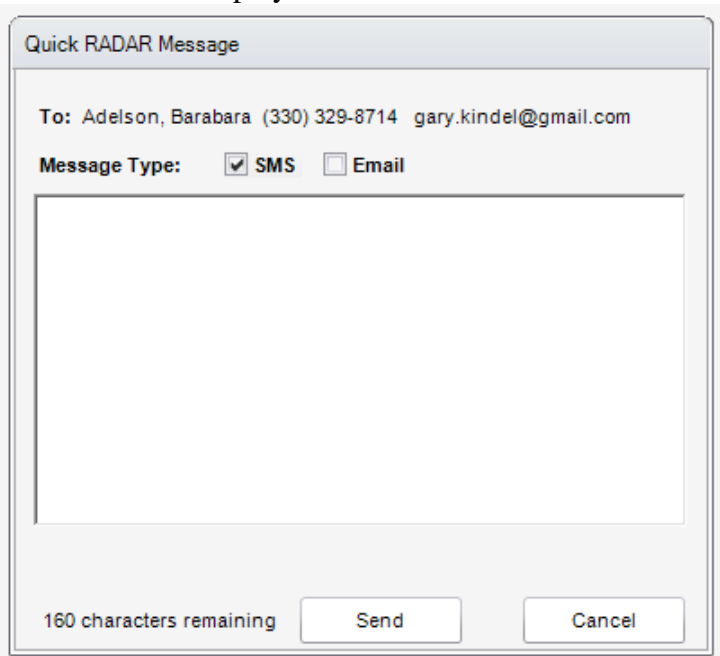 Quick RADAR Message
To: Adelson, Barabara (330) 329-8714 gary.kindel@gmail.com
Message Type: SMS Email
160 characters remaining Send Cancel